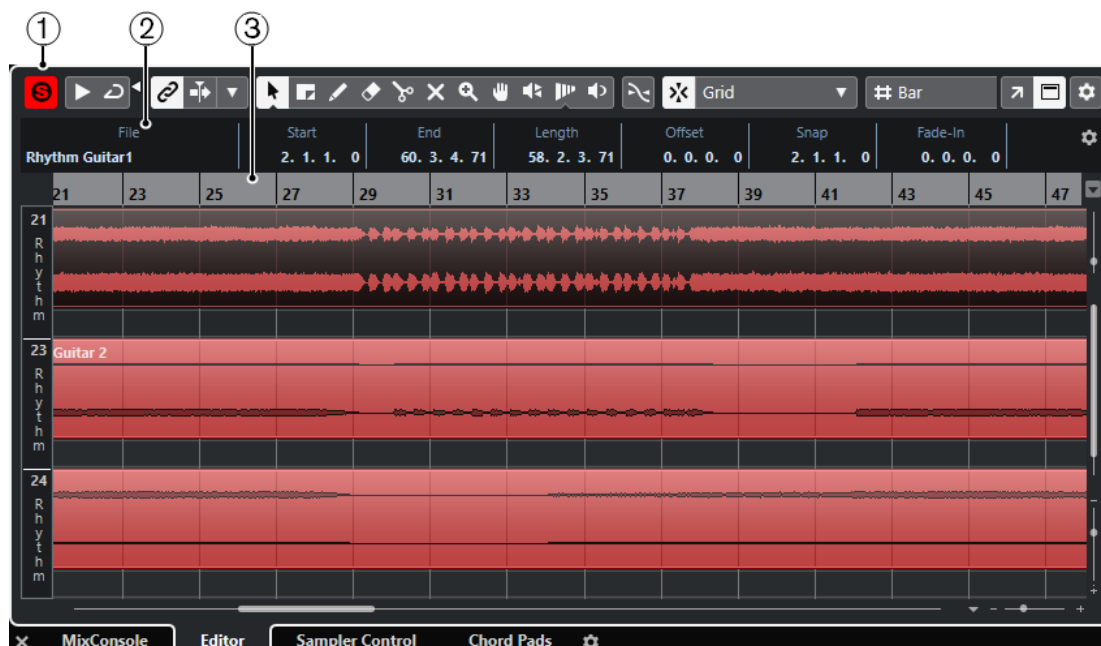 1 2 3
S Grid Bar
File Start End Length Offset Snap Fade-In
Rhythm Guitar1 2. 1. 1. 0 60. 3. 4. 71 58. 2. 3. 71 0. 0. 0. 0 2. 1. 1. 0 0. 0. 0. 0
21 23 25 27 29 31 33 35 37 39 41 43 45 47
21
Rhythm
23 Guitar 2
Rhythm
24
Rhythm
MixConsole Editor Sampler Control Chord Pads